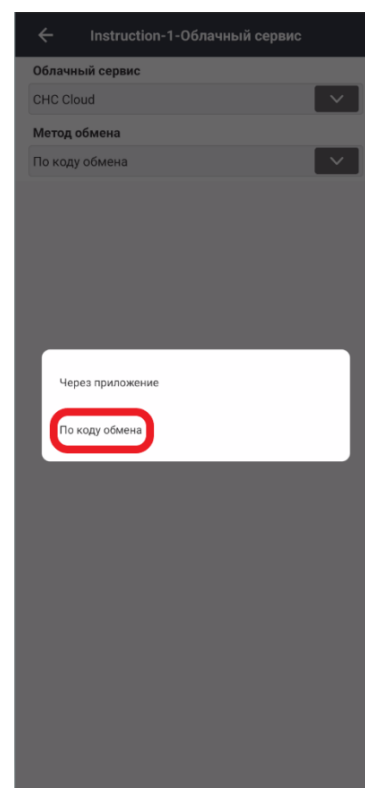 Instruction-1-Облачный сервис
Облачный сервис
CHC Cloud
Метод обмена
По коду обмена
Через приложение
По коду обмена